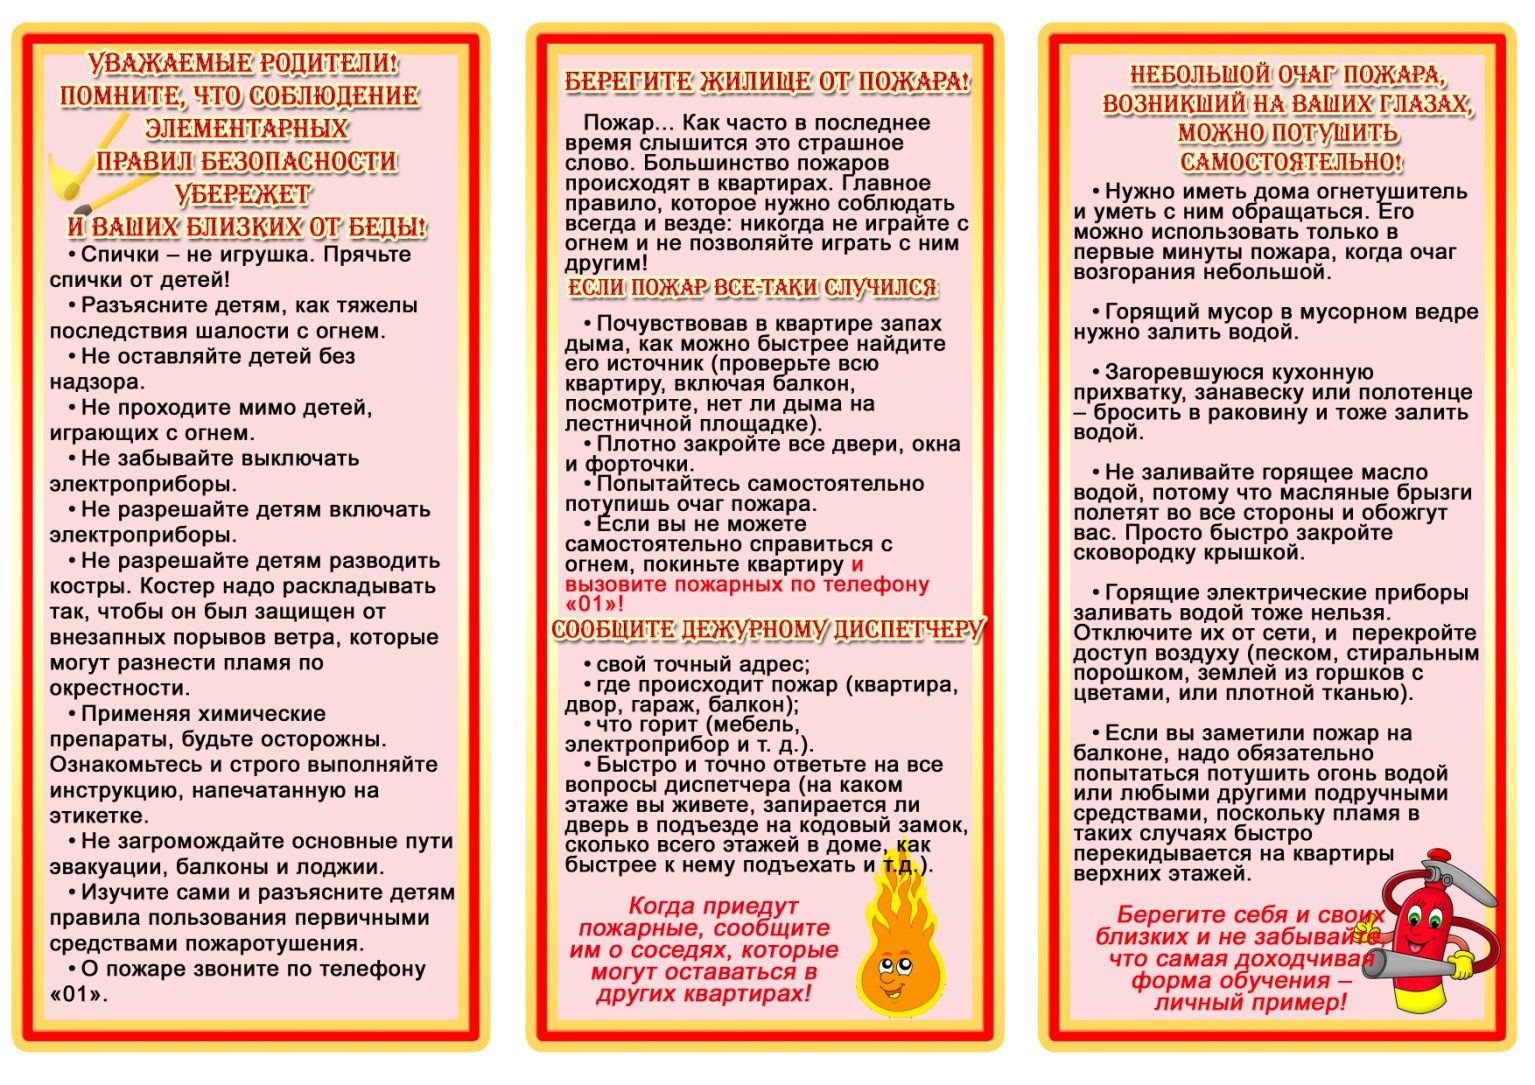 УВАЖАЕМЫЕ РОДИТЕЛИ!
ПОМНИТЕ, ЧТО СОБЛЮДЕНИЕ
ЭЛЕМЕНТАРНЫХ
ПРАВИЛ БЕЗОПАСНОСТИ
УБЕРЕЖЕТ
И ВАШИХ БЛИЗКИХ ОТ БЕДЫ!
• Спички – не игрушка. Прячьте
спички от детей!
• Разъясните детям, как тяжелы
последствия шалости с огнем.
• Не оставляйте детей без
надзора.
• Не проходите мимо детей,
играющих с огнем.
• Не забывайте выключать
электроприборы.
• Не разрешайте детям включать
электроприборы.
• Не разрешайте детям разводить
костры. Костер надо раскладывать
так, чтобы он был защищен от
внезапных порывов ветра, которые
могут разнести пламя по
окрестности.
• Применяя химические
препараты, будьте осторожны.
Ознакомьтесь и строго выполняйте
инструкцию, напечатанную на
этикетке.
• Не загромождайте основные пути
эвакуации, балконы и лоджии.
• Изучите сами и разъясните детям
правила пользования первичными
средствами пожаротушения.
• О пожаре звоните по телефону
«01».
БЕРЕГИТЕ ЖИЛИЩЕ ОТ ПОЖАРА!
Пожар... Как часто в последнее
время слышится это страшное
слово. Большинство пожаров
происходят в квартирах. Главное
правило, которое нужно соблюдать
всегда и везде: никогда не играйте с
огнем и не позволяйте играть с ним
другим!
ЕСЛИ ПОЖАР ВСЕ-ТАКИ СЛУЧИЛСЯ
• Почувствовав в квартире запах
дыма, как можно быстрее найдите
его источник (проверьте всю
квартиру, включая балкон,
посмотрите, нет ли дыма на
лестничной площадке).
• Плотно закройте все двери, окна
и форточки.
• Попытайтесь самостоятельно
потупишь очаг пожара.
• Если вы не можете
самостоятельно справиться с
огнем, покиньте квартиру и
вызовите пожарных по телефону
«01»!
СООБЩИТЕ ДЕЖУРНОМУ ДИСПЕТЧЕРУ
• свой точный адрес;
• где происходит пожар (квартира,
двор, гараж, балкон);
• что горит (мебель,
электроприбор и т. д.).
• Быстро и точно ответьте на все
вопросы диспетчера (на каком
этаже вы живете, запирается ли
дверь в подъезде на кодовый замок,
сколько всего этажей в доме, как
быстрее к нему подъехать и т.д.).
Когда приедут
пожарные, сообщите
им о соседях, которые
могут оставаться в
других квартирах!
НЕБОЛЬШОЙ ОЧАГ ПОЖАРА,
ВОЗНИКШИЙ НА ВАШИХ ГЛАЗАХ,
МОЖНО ПОТУШИТЬ
САМОСТОЯТЕЛЬНО!
• Нужно иметь дома огнетушитель
и уметь с ним обращаться. Его
можно использовать только в
первые минуты пожара, когда очаг
возгорания небольшой.
• Горящий мусор в мусорном ведре
нужно залить водой.
• Загоревшуюся кухонную
прихватку, занавеску или полотенце
– бросить в раковину и тоже залить
водой.
• Не заливайте горящее масло
водой, потому что масляные брызги
полетят во все стороны и обожгут
вас. Просто быстро закройте
сковородку крышкой.
• Горящие электрические приборы
заливать водой тоже нельзя.
Отключите их от сети, и перекройте
доступ воздуху (песком, стиральным
порошком, землей из горшков с
цветами, или плотной тканью).
• Если вы заметили пожар на
балконе, надо обязательно
попытаться потушить огонь водой
или любыми другими подручными
средствами, поскольку пламя в
таких случаях быстро
перекидывается на квартиры
верхних этажей.
Берегите себя и своих
близких и не забывайте,
что самая доходчивая
форма обучения –
личный пример!